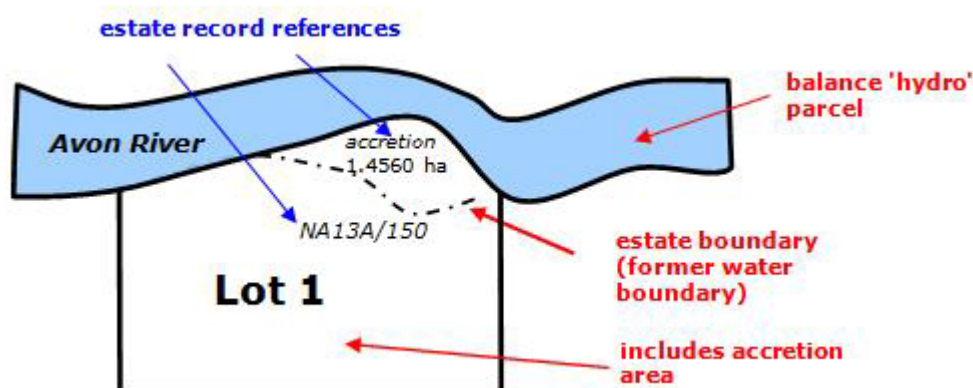 estate record references
balance 'hydro'
parcel
Avon River
accretion
1.4560 ha
NA13A/150
estate boundary
(former water
boundary)
Lot 1
includes accretion
area